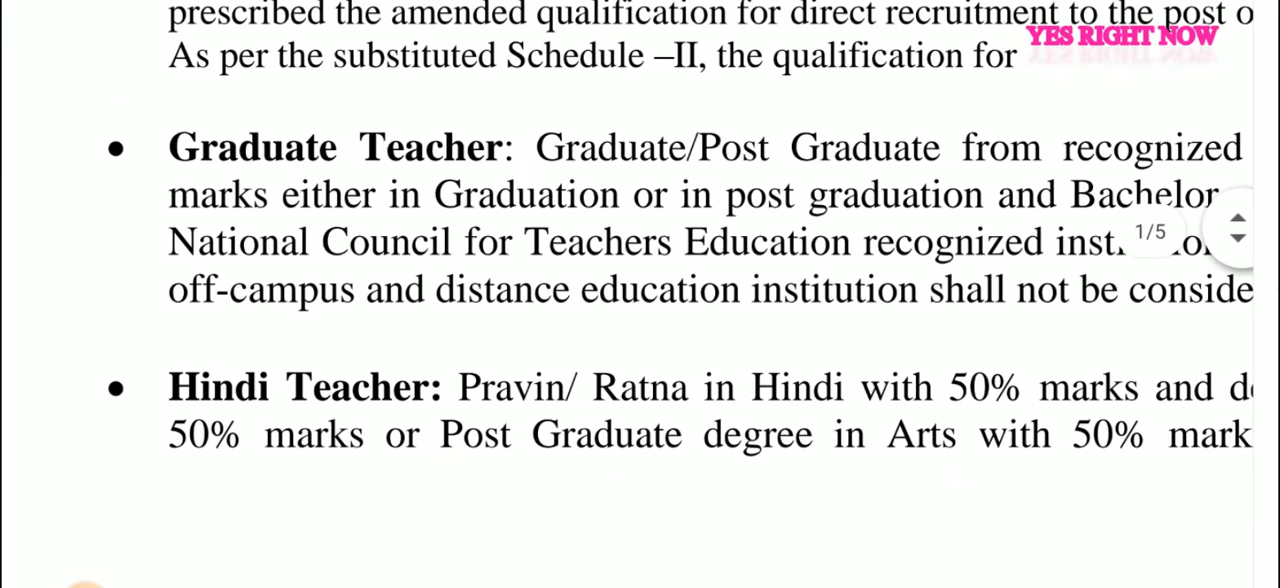 prescribed the amended qualification for direct recruitment to the post
YES RIGHT NOW
As per the substituted Schedule –II, the qualification for
• Graduate Teacher: Graduate/Post Graduate from recognized
marks either in Graduation or in post graduation and Bachelor
National Council for Teachers Education recognized
1/5
off-campus and distance education institution shall not be
• Hindi Teacher: Pravin/ Ratna in Hindi with 50% marks and
50% marks or Post Graduate degree in Arts with 50%